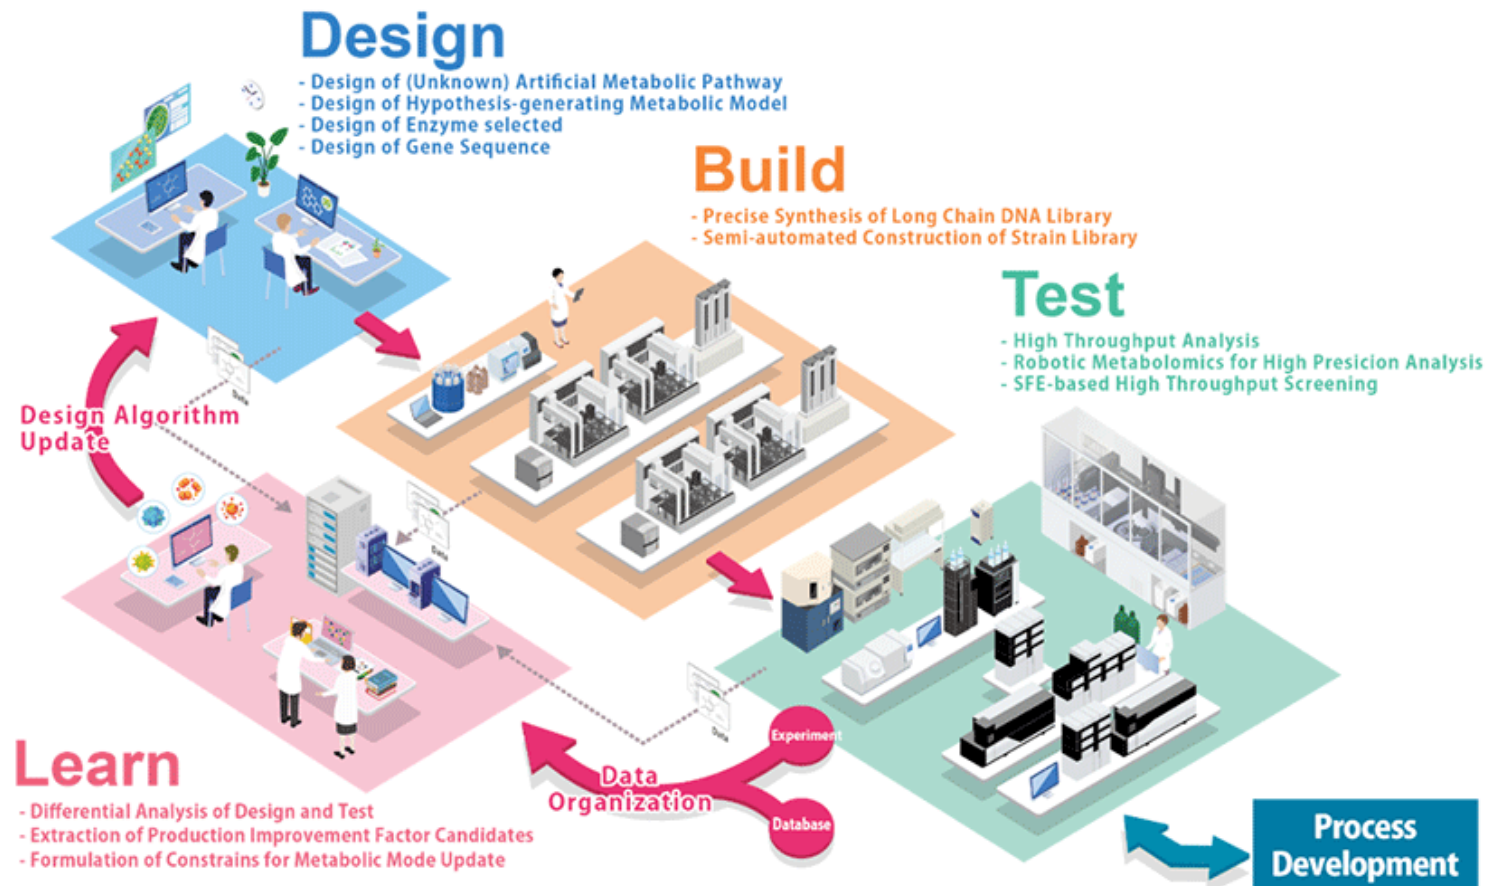 Design
- Design of (Unknown) Artificial Metabolic Pathway
- Design of Hypothesis-generating Metabolic Model
- Design of Enzyme selected
- Design of Gene Sequence
Build
- Precise Synthesis of Long Chain DNA Library
- Semi-automated Construction of Strain Library
Test
- High Throughput Analysis
- Robotic Metabolomics for High Presicion Analysis
- SFE-based High Throughput Screening
Data
Design Algorithm
Update
Data
Data
Experiment
Data
Organization
Database
Learn
- Differential Analysis of Design and Test
- Extraction of Production Improvement Factor Candidates
- Formulation of Constrains for Metabolic Mode Update
Process
Development